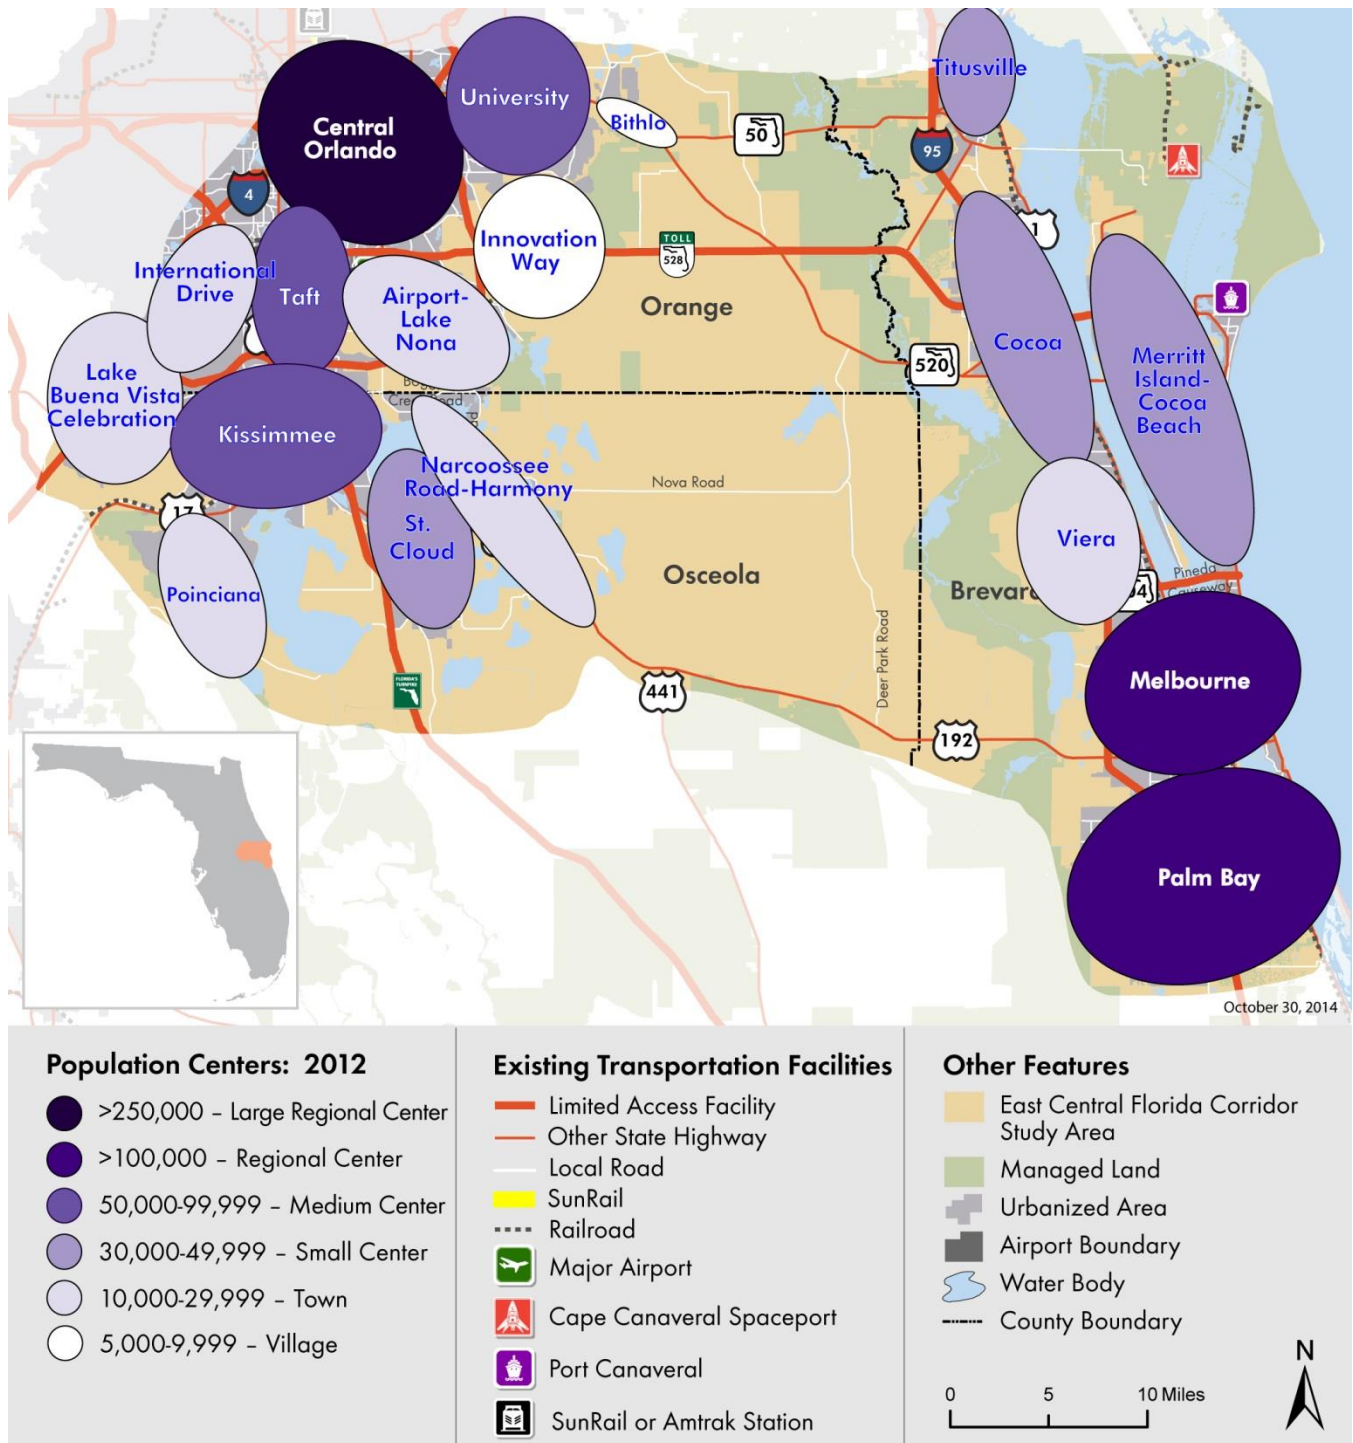 Central
Orlando
University
Bithlo
50
Titusville
95
4
International
Drive
Taft
Airport-
Lake
Nona
Innovation
Way
TOLL
528
Orange
1
Cocoa
Merritt
Island-
Cocoa
Beach
520
Lake
Buena Vista
Celebration
Kissimmee
Narcoossee
Road-Harmony
St.
Cloud
Nova Road
Osceola
17
Poinciana
Viera
Brevard
Pineda
Causeway
Deer Park Road
FLORIDA'S
TURNPIKE
441
192
Melbourne
Palm Bay
October 30, 2014
Population Centers: 2012
>250,000 – Large Regional Center
>100,000 – Regional Center
50,000-99,999 – Medium Center
30,000-49,999 – Small Center
10,000-29,999 – Town
5,000-9,999 – Village
Existing Transportation Facilities
Limited Access Facility
Other State Highway
Local Road
SunRail
Railroad
Major Airport
Cape Canaveral Spaceport
Port Canaveral
SunRail or Amtrak Station
Other Features
East Central Florida Corridor
Study Area
Managed Land
Urbanized Area
Airport Boundary
Water Body
County Boundary
N
0 5 10 Miles